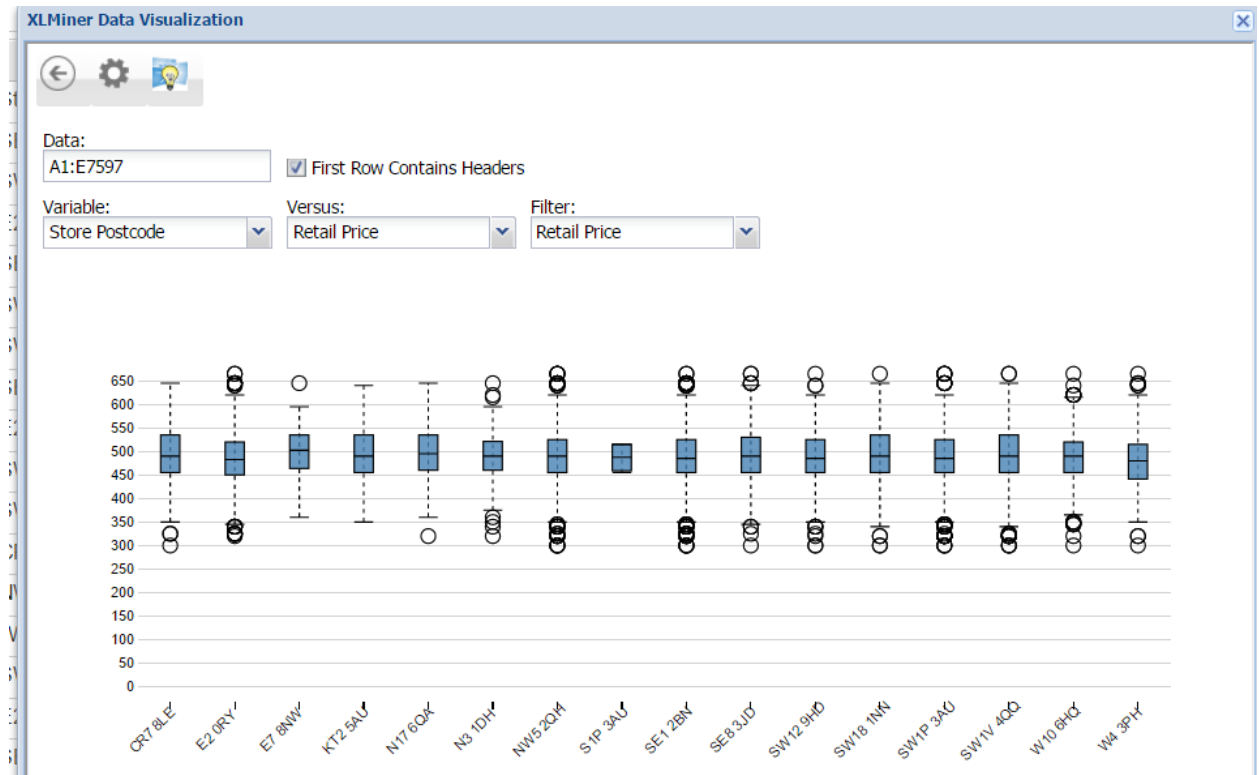 XLMiner Data Visualization
Data:
A1:E7597
First Row Contains Headers
Variable: Versus: Filter:
Store Postcode Retail Price Retail Price
650
600
550
500
450
400
350
300
250
200
150
100
50
0
CR7 8LE E2 0RY E7 8NW KT2 5AU N17 6QA N3 1DH NW5 2QH S1P 3AU SE1 2BN SE8 3JD SW12 9HD SW18 1NN SW1P 3AU SW1V 4QQ W10 6HQ W4 3PH